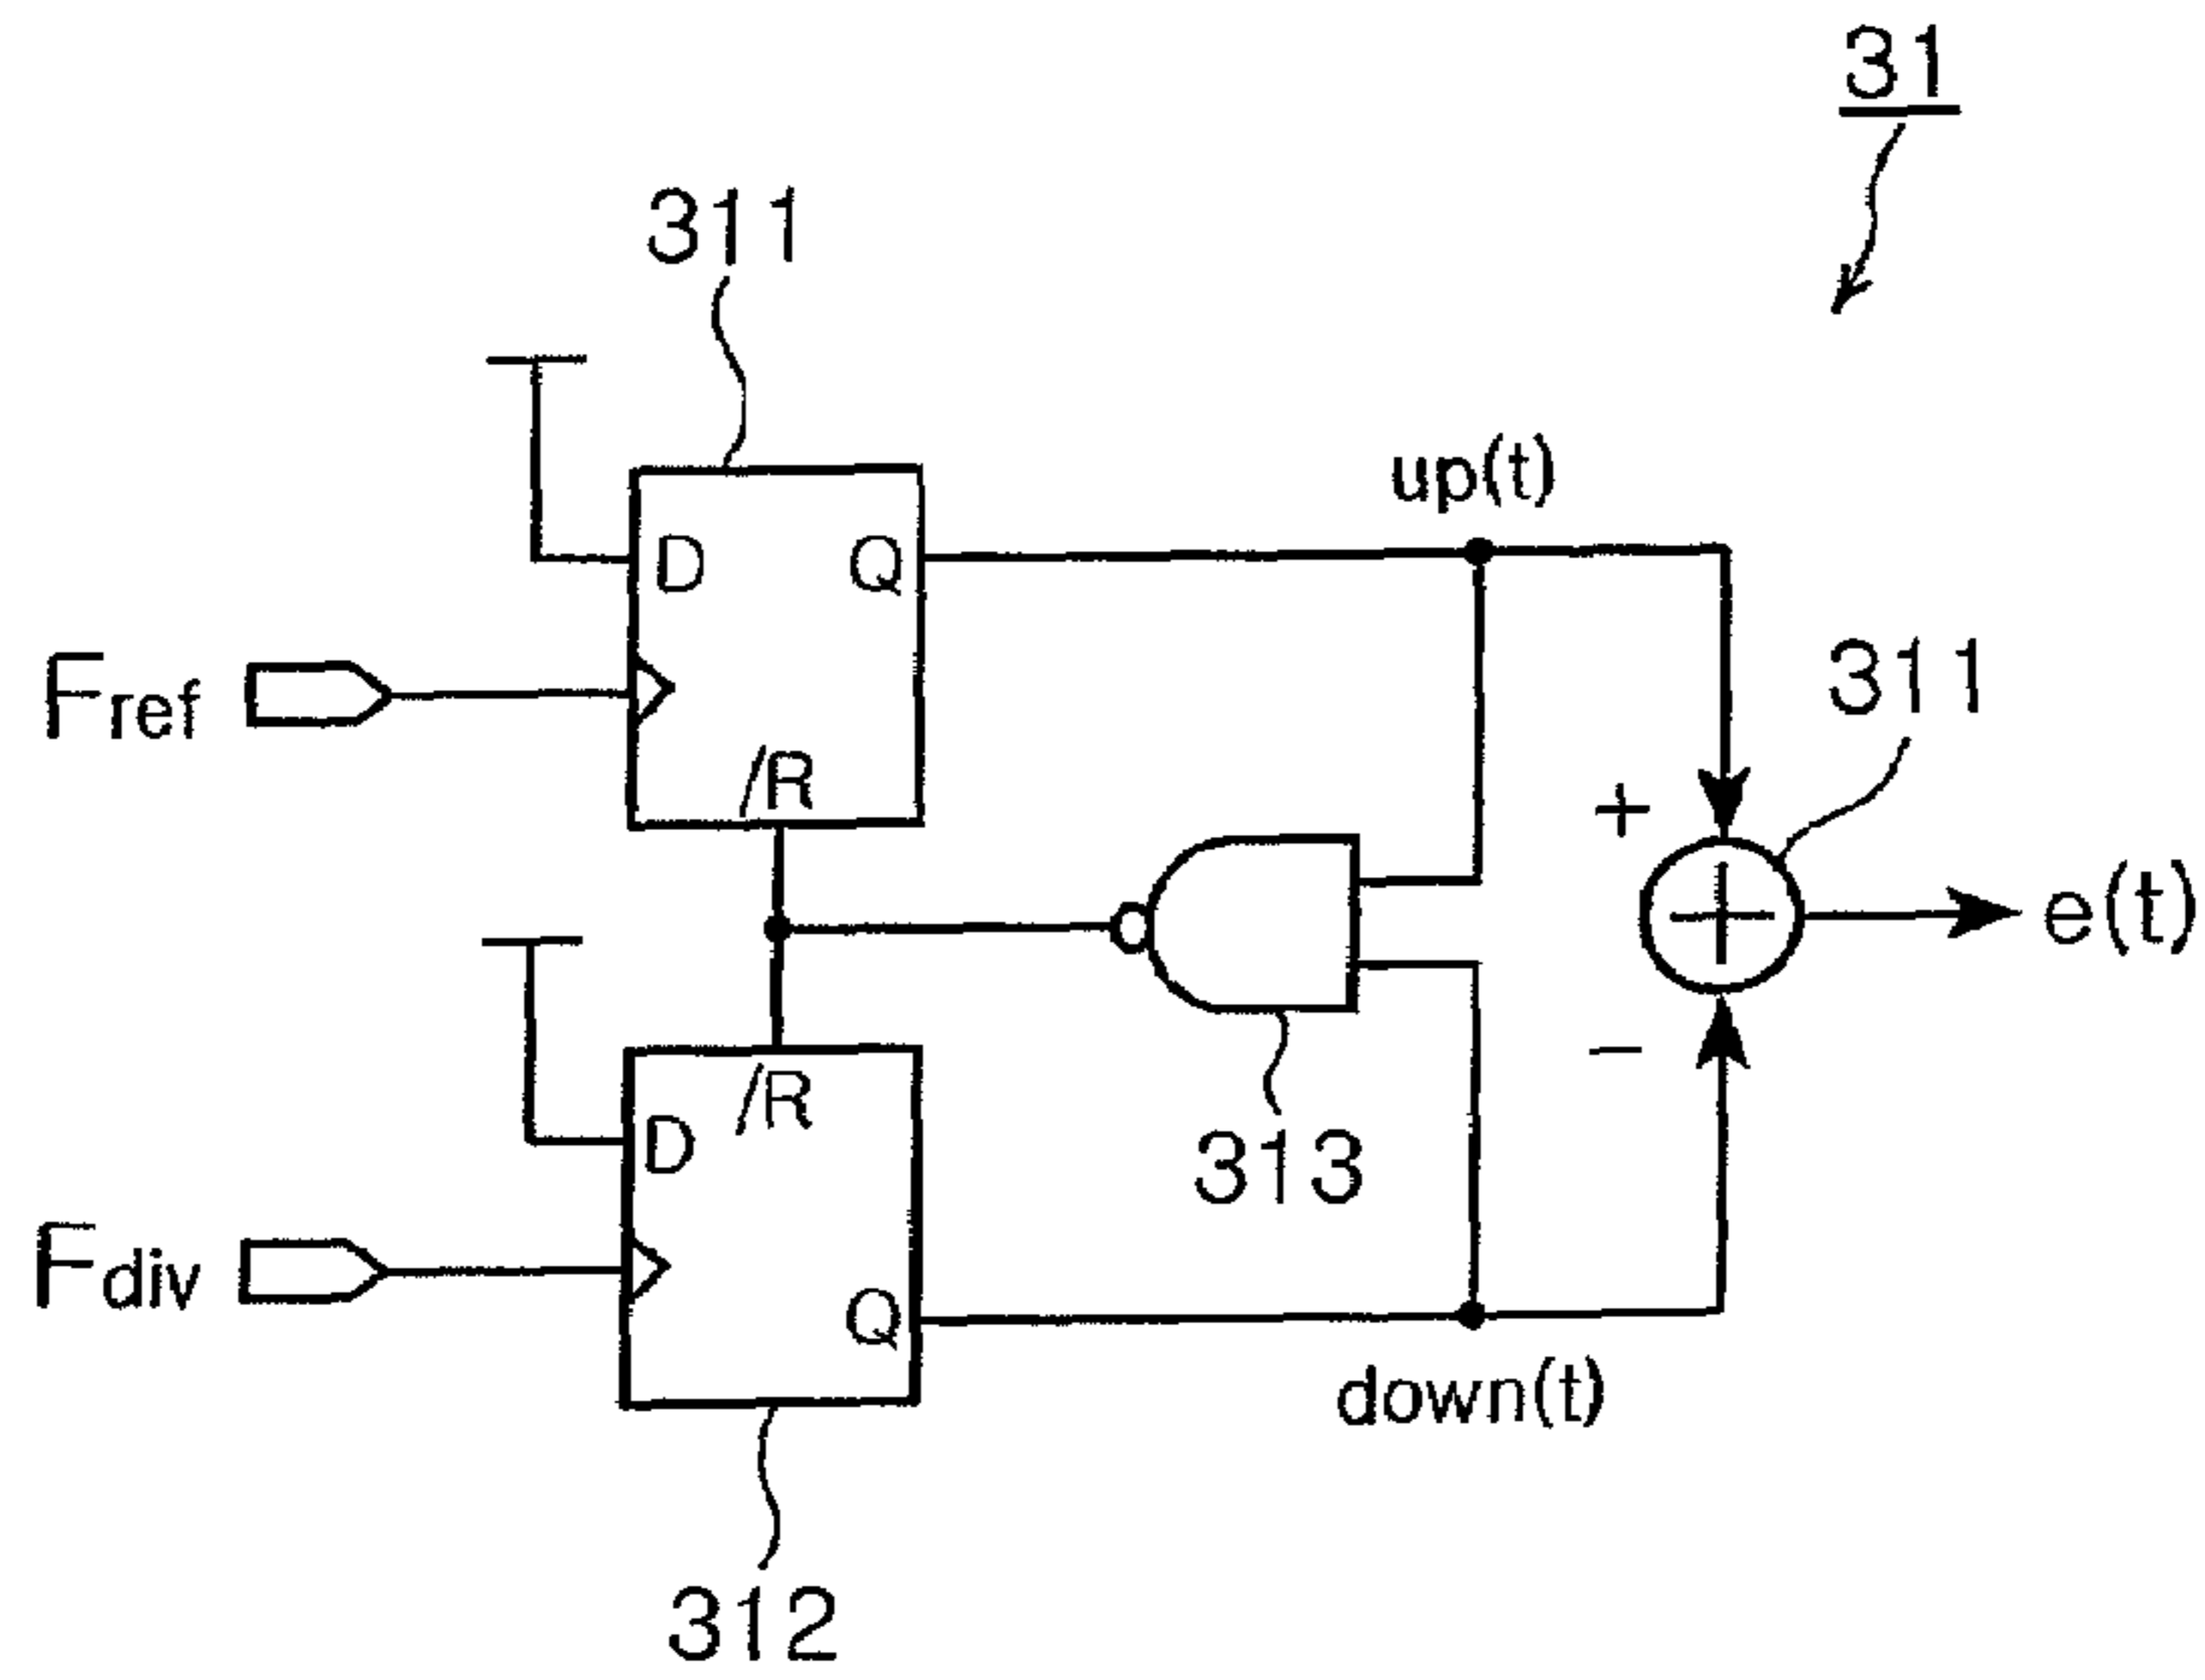 31
311
up(t)
D
Q
Fref
/R
311
+
e(t)
/R
−
D
313
Fdiv
Q
down(t)
312